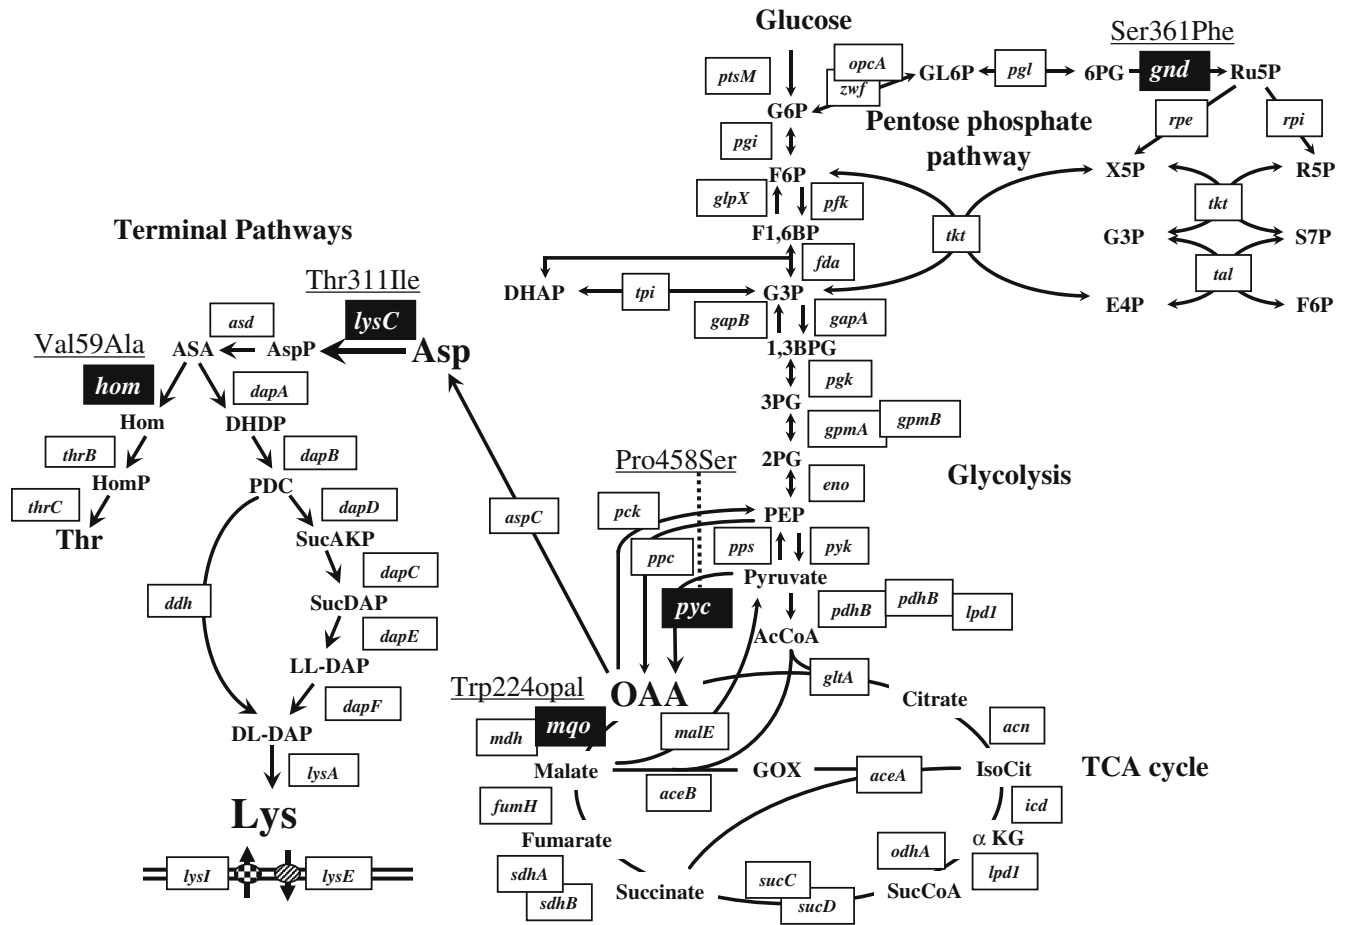 Glucose
Ser361Phe
ptsM
opcA
zwf
GL6P
pgl
6PG
gnd
Ru5P
G6P
Pentose phosphate
pathway
rpe
rpi
pgi
F6P
X5P
R5P
glpX
pfk
tkt
tkt
Terminal Pathways
F1,6BP
G3P
S7P
fda
tal
Thr311Ile
DHAP
tpi
G3P
E4P
F6P
lysC
gapB
gapA
asd
Val59Ala
ASA
AspP
Asp
1,3BPG
hom
dapA
pgk
3PG
Hom
DHDP
gpmA
gpmB
thrB
dapB
Pro458Ser
2PG
Glycolysis
HomP
PDC
eno
thrC
dapD
aspC
pck
PEP
Thr
SucAKP
ppc
pps
pyk
dapC
Pyruvate
ddh
SucDAP
pyc
pdhB
pdhB
lpd1
dapE
AcCoA
LL-DAP
gltA
Trp224opal
OAA
Citrate
dapF
mqo
mdh
malE
acn
DL-DAP
lysA
Malate
GOX
aceA
IsoCit
TCA cycle
aceB
Lys
fumH
icd
Fumarate
α KG
odhA
lysI
lysE
sdhA
sdhB
Succinate
sucC
sucD
SucCoA
lpd1